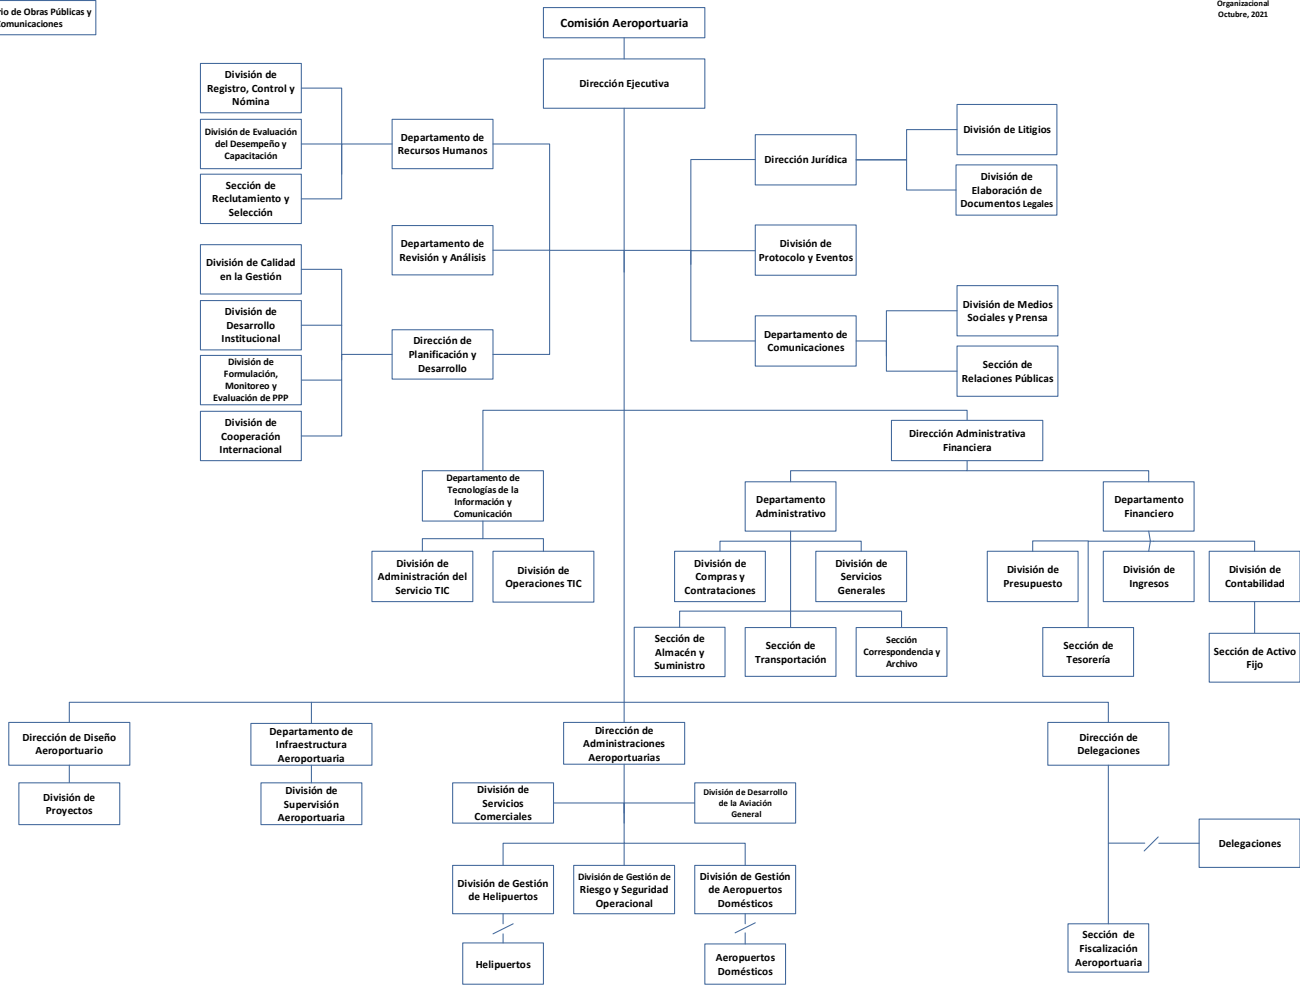 de Obras Públicas y
Comunicaciones
Organizacional
Octubre, 2021
Comisión Aeroportuaria
Dirección Ejecutiva
División de
Registro, Control y
Nómina
División de Evaluación
del Desempeño y
Capacitación
Sección de
Reclutamiento y
Selección
Departamento de
Recursos Humanos
Departamento de
Revisión y Análisis
División de Calidad
en la Gestión
División de
Desarrollo
Institucional
División de
Formulación,
Monitoreo y
Evaluación de PPP
División de
Cooperación
Internacional
Dirección de
Planificación y
Desarrollo
Dirección Jurídica
División de Litigios
División de
Elaboración de
Documentos Legales
División de
Protocolo y Eventos
Departamento de
Comunicaciones
División de Medios
Sociales y Prensa
Sección de
Relaciones Públicas
Departamento de
Tecnologías de la
Información y
Comunicación
División de
Administración del
Servicio TIC
División de
Operaciones TIC
Dirección Administrativa
Financiera
Departamento
Administrativo
División de
Compras y
Contrataciones
División de
Servicios
Generales
Sección de
Almacén y
Suministro
Sección de
Transportación
Sección
Correspondencia y
Archivo
Departamento
Financiero
División de
Presupuesto
División de
Ingresos
División de
Contabilidad
Sección de
Tesorería
Sección de Activo
Fijo
Dirección de Diseño
Aeroportuario
División de
Proyectos
Departamento de
Infraestructura
Aeroportuaria
División de
Supervisión
Aeroportuaria
Dirección de
Administraciones
Aeroportuarias
División de
Servicios
Comerciales
División de Desarrollo
de la Aviación
General
División de Gestión
de Helipuertos
División de Gestión de
Riesgo y Seguridad
Operacional
División de Gestión
de Aeropuertos
Domésticos
Helipuertos
Aeropuertos
Domésticos
Dirección de
Delegaciones
Delegaciones
Sección de
Fiscalización
Aeroportuaria